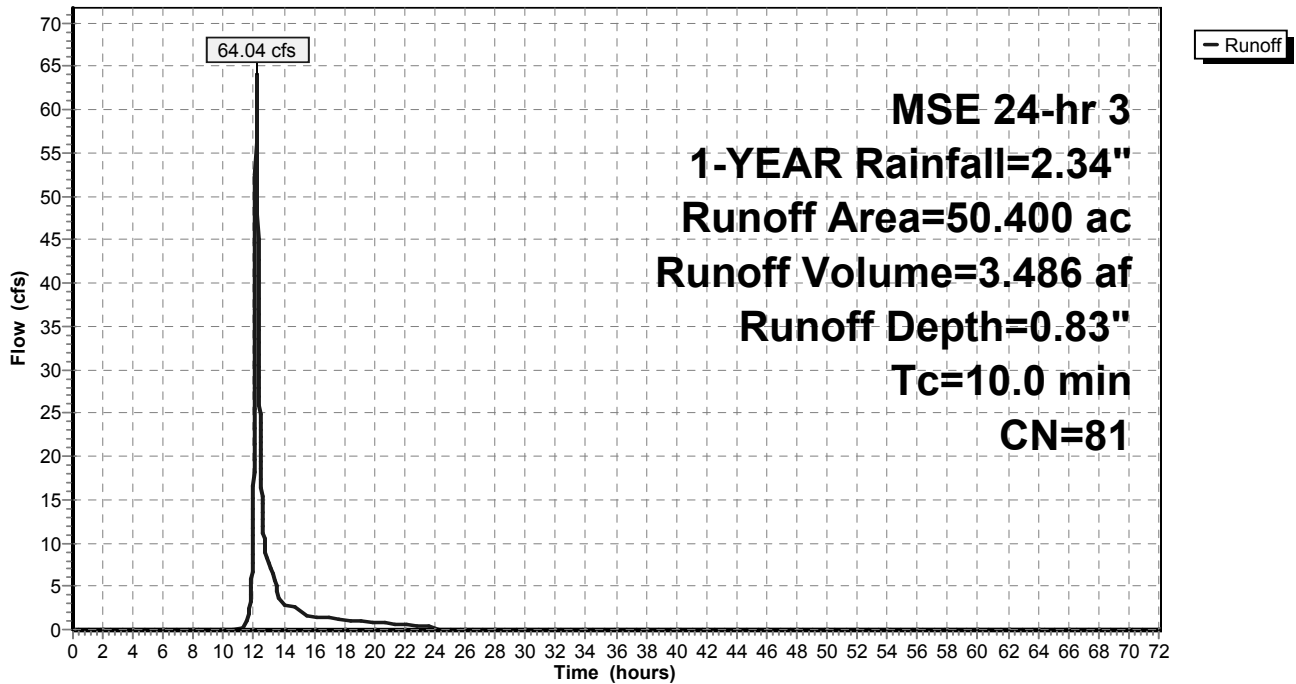 70
65
60
55
50
45
40
35
30
25
20
15
10
5
0
Flow (cfs)
64.04 cfs
Runoff
MSE 24-hr 3
1-YEAR Rainfall=2.34"
Runoff Area=50.400 ac
Runoff Volume=3.486 af
Runoff Depth=0.83"
Tc=10.0 min
CN=81
0 2 4 6 8 10 12 14 16 18 20 22 24 26 28 30 32 34 36 38 40 42 44 46 48 50 52 54 56 58 60 62 64 66 68 70 72
Time (hours)